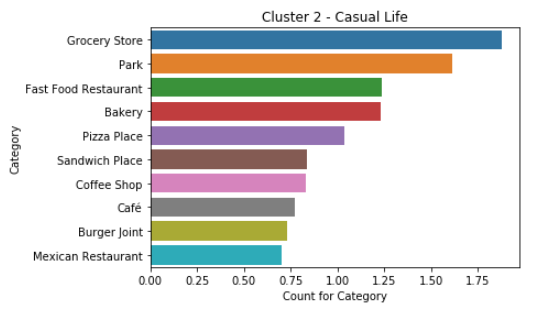 Cluster 2 - Casual Life
Category
Grocery Store
Park
Fast Food Restaurant
Bakery
Pizza Place
Sandwich Place
Coffee Shop
Café
Burger Joint
Mexican Restaurant
0.00 0.25 0.50 0.75 1.00 1.25 1.50 1.75
Count for Category